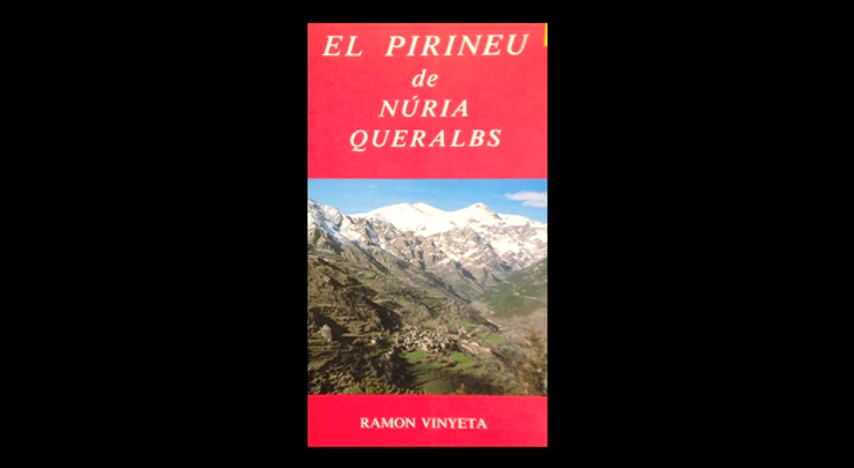 EL PIRINEU
de
NÚRIA
QUERALBS
RAMON VINYETA